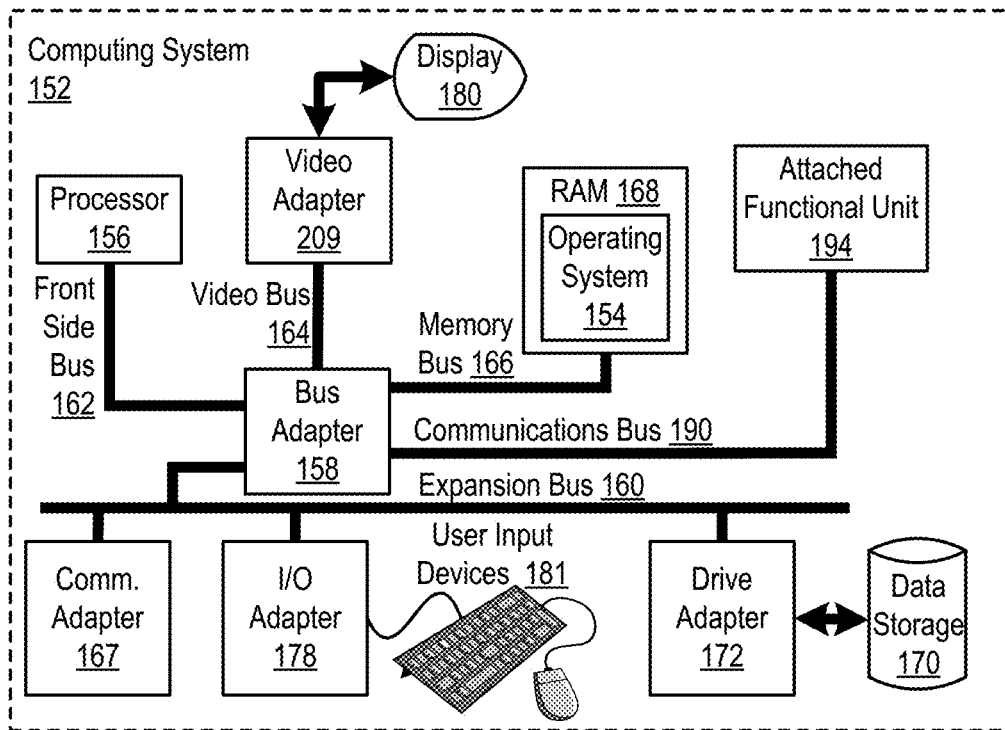 Computing System
152
Display
180
Video
Adapter
209
Processor
156
RAM 168
Operating
System
154
Attached
Functional Unit
194
Front
Side
Bus
162
Video Bus
164
Memory
Bus 166
Bus
Adapter
158
Communications Bus 190
Expansion Bus 160
Comm.
Adapter
167
I/O
Adapter
178
User Input
Devices 181
Drive
Adapter
172
Data
Storage
170